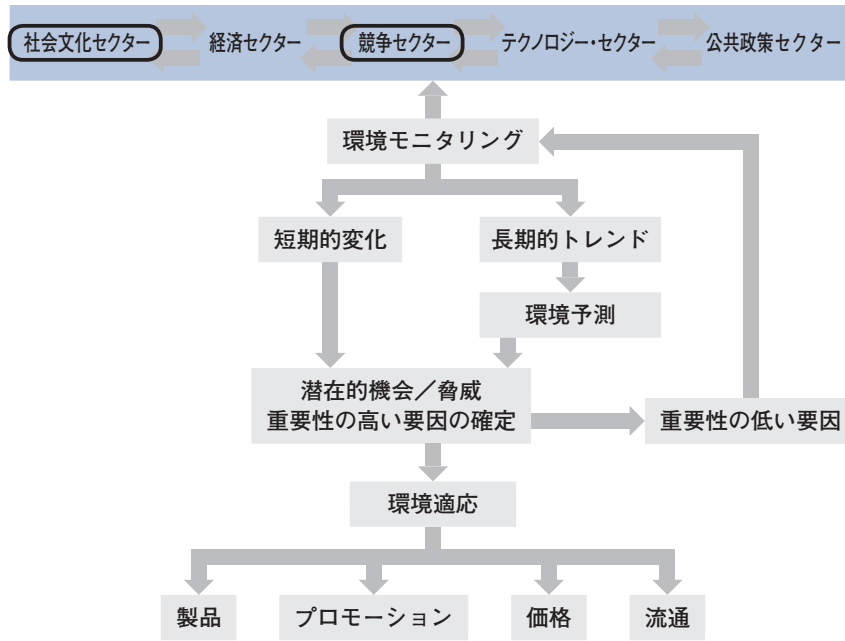 社会文化セクター
経済セクター
競争セクター
テクノロジー・セクター
公共政策セクター
環境モニタリング
短期的変化
長期的トレンド
環境予測
潜在的機会／脅威
重要性の高い要因の確定
重要性の低い要因
環境適応
製品
プロモーション
価格
流通